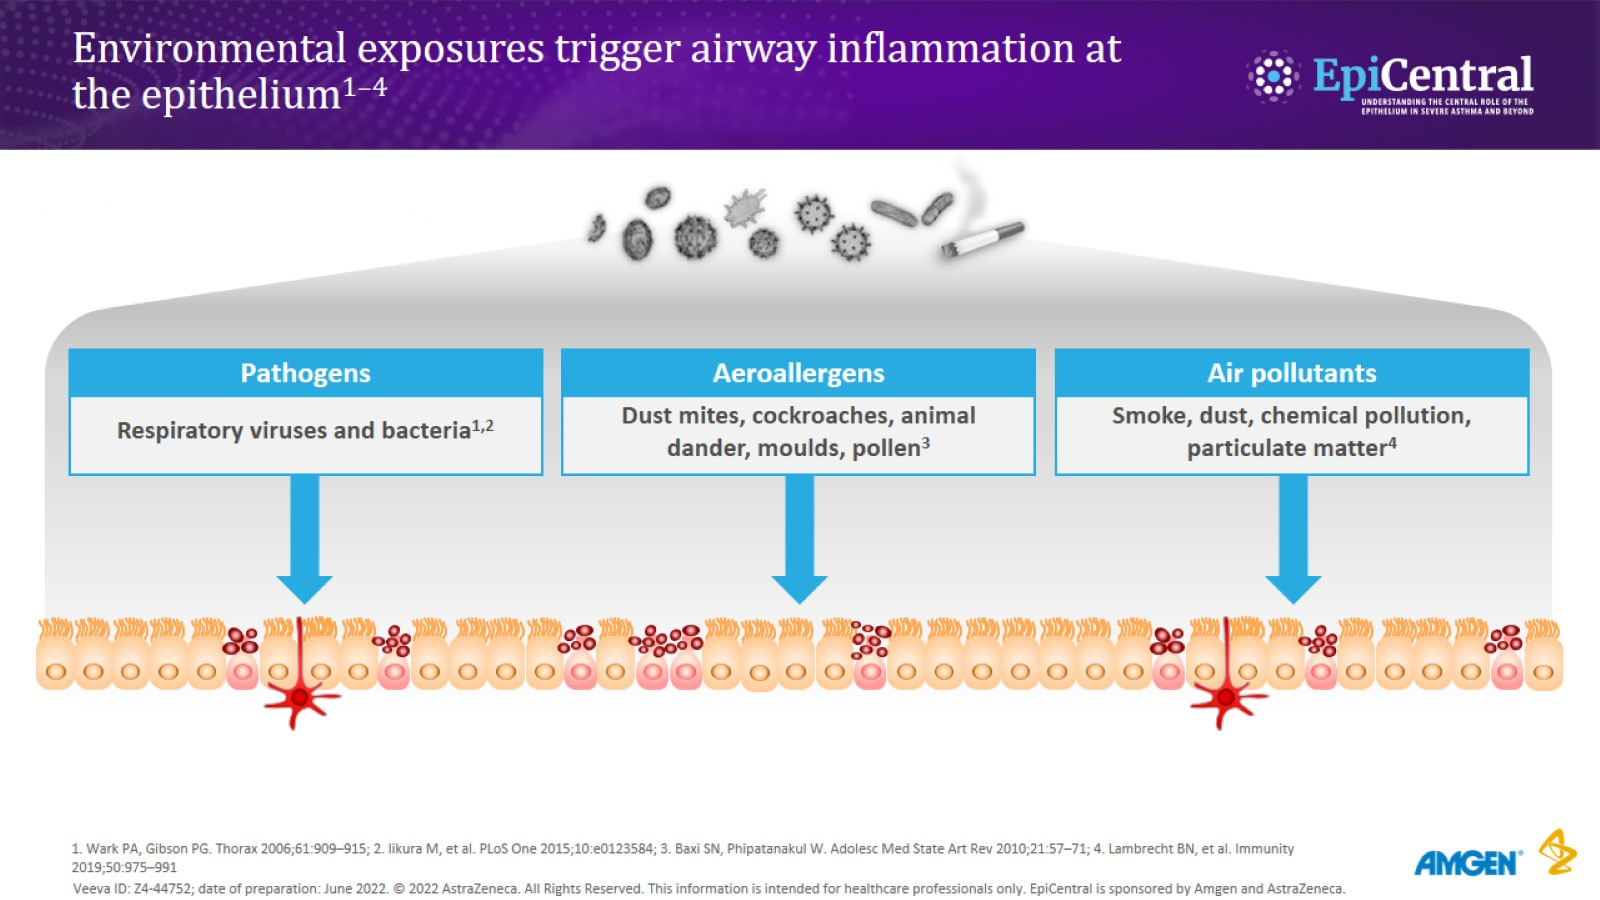 Environmental exposures trigger airway inflammation at
the epithelium1–4
EpiCentral
UNDERSTANDING THE CENTRAL ROLE OF THE
EPITHELIUM IN SEVERE ASTHMA AND BEYOND
Pathogens
Respiratory viruses and bacteria1,2
Aeroallergens
Dust mites, cockroaches, animal
dander, moulds, pollen3
Air pollutants
Smoke, dust, chemical pollution,
particulate matter4
1. Wark PA, Gibson PG. Thorax 2006;61:909–915; 2. Iikura M, et al. PLoS One 2015;10:e0123584; 3. Baxi SN, Phipatanakul W. Adolesc Med State Art Rev 2010;21:57–71; 4. Lambrecht BN, et al. Immunity
2019;50:975–991
Veeva ID: Z4-44752; date of preparation: June 2022. © 2022 AstraZeneca. All Rights Reserved. This information is intended for healthcare professionals only. EpiCentral is sponsored by Amgen and AstraZeneca.
AMGEN®